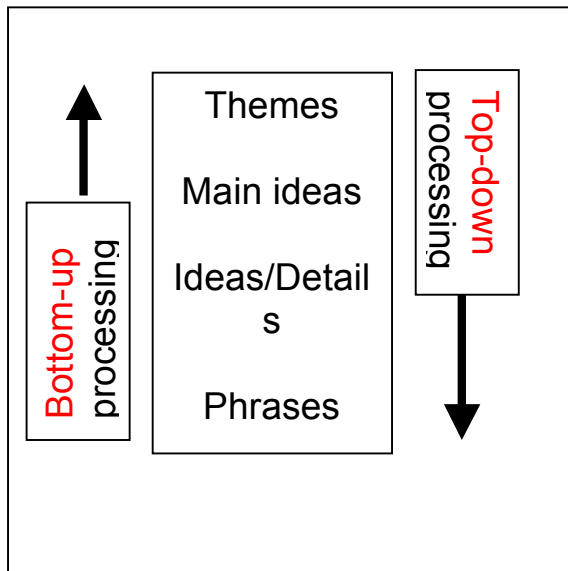 Bottom-up
processing
Themes
Main ideas
Ideas/Detail
s
Phrases
Top-down
processing